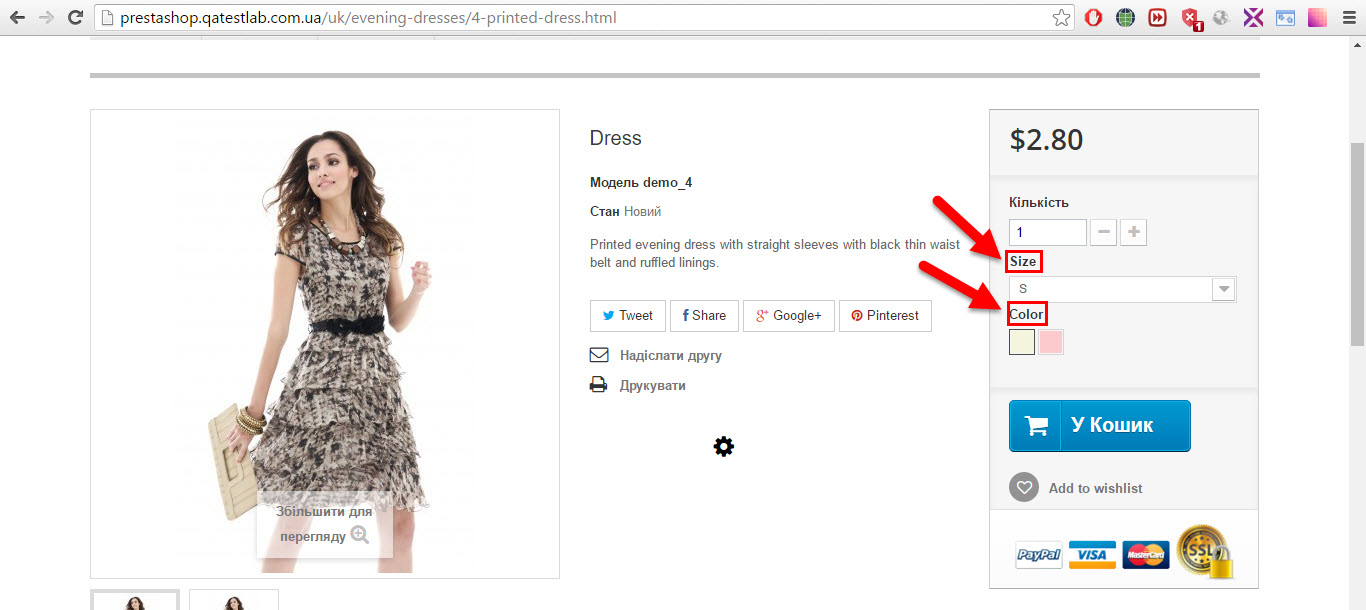 prestashop.qatestlab.com.ua/uk/evening-dresses/4-printed-dress.html
1
Dress
Модель demo_4
Стан Новий
Printed evening dress with straight sleeves with black thin waist
belt and ruffled linings.
Tweet
Share
Google+
Pinterest
Надіслати другу
Друкувати
Збільшити для
перегляду
$2.80
Кількість
1
Size
S
Color
У Кошик
Add to wishlist
PayPal
VISA
MasterCard
SSL